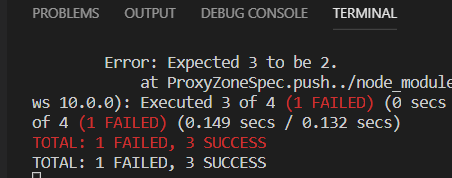 PROBLEMS OUTPUT DEBUG CONSOLE TERMINAL
Error: Expected 3 to be 2.
at ProxyZoneSpec.push../node_module
ws 10.0.0): Executed 3 of 4 (1 FAILED) (0 secs
of 4 (1 FAILED) (0.149 secs / 0.132 secs)
TOTAL: 1 FAILED, 3 SUCCESS
TOTAL: 1 FAILED, 3 SUCCESS